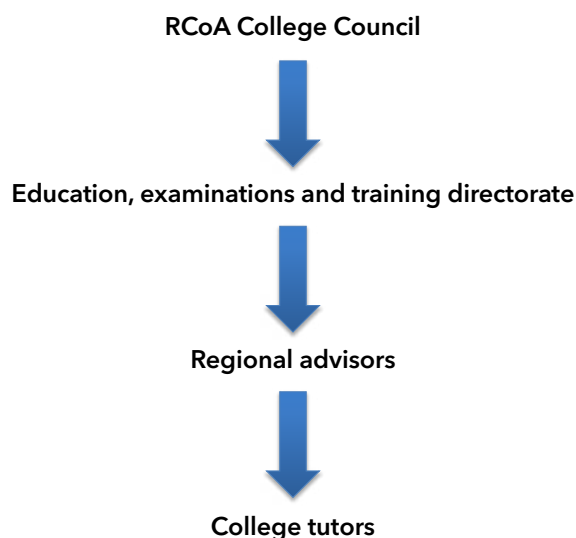 RCoA College Council
Education, examinations and training directorate
Regional advisors
College tutors